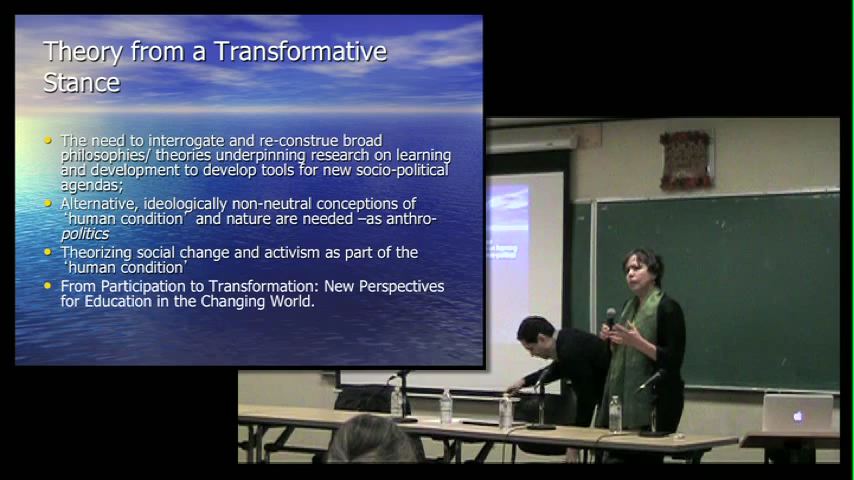 Theory from a Transformative
Stance
• The need to interrogate and re-construe broad
philosophies/ theories underpinning research on learning
and development to develop tools for new socio-political
agendas;
• Alternative, ideologically non-neutral conceptions of
‘human condition’ and nature are needed –as anthro-
politics
• Theorizing social change and activism as part of the
‘human condition’
• From Participation to Transformation: New Perspectives
for Education in the Changing World.